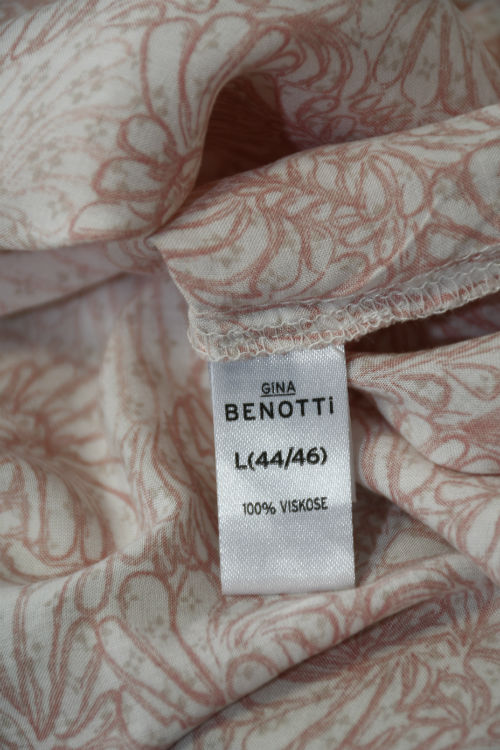 GINA
BENOTTi
L(44/46)
100% VISKOSE